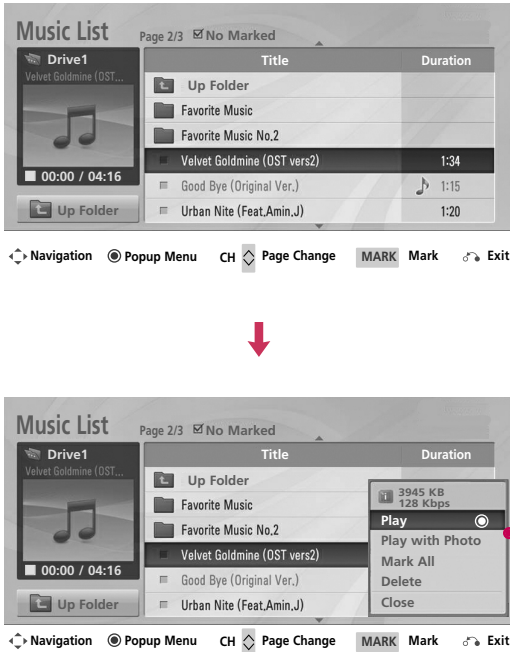 Music List Page 2/3 No Marked
Drive1
Velvet Goldmine (OST...
00:00 / 04:16
Up Folder
Title Duration
Up Folder
Favorite Music
Favorite Music No.2
Velvet Goldmine (OST vers2) 1:34
Good Bye (Original Ver.) 1:15
Urban Nite (Feat.Amin.J) 1:20
Navigation Popup Menu CH Page Change MARK Mark Exit
Music List Page 2/3 No Marked
Drive1
Velvet Goldmine (OST...
00:00 / 04:16
Up Folder
Title Duration
Up Folder
Favorite Music
Favorite Music No.2
Velvet Goldmine (OST vers2)
Good Bye (Original Ver.)
Urban Nite (Feat.Amin.J)
3945 KB
128 Kbps
Play
Play with Photo
Mark All
Delete
Close
Navigation Popup Menu CH Page Change MARK Mark Exit